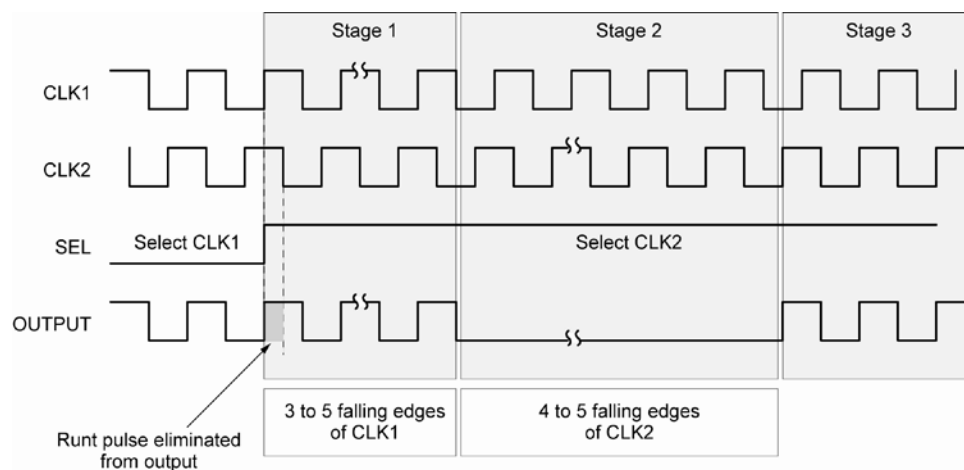 Stage 1
Stage 2
Stage 3
CLK1
CLK2
SEL
Select CLK1
Select CLK2
OUTPUT
3 to 5 falling edges
of CLK1
4 to 5 falling edges
of CLK2
Runt pulse eliminated
from output